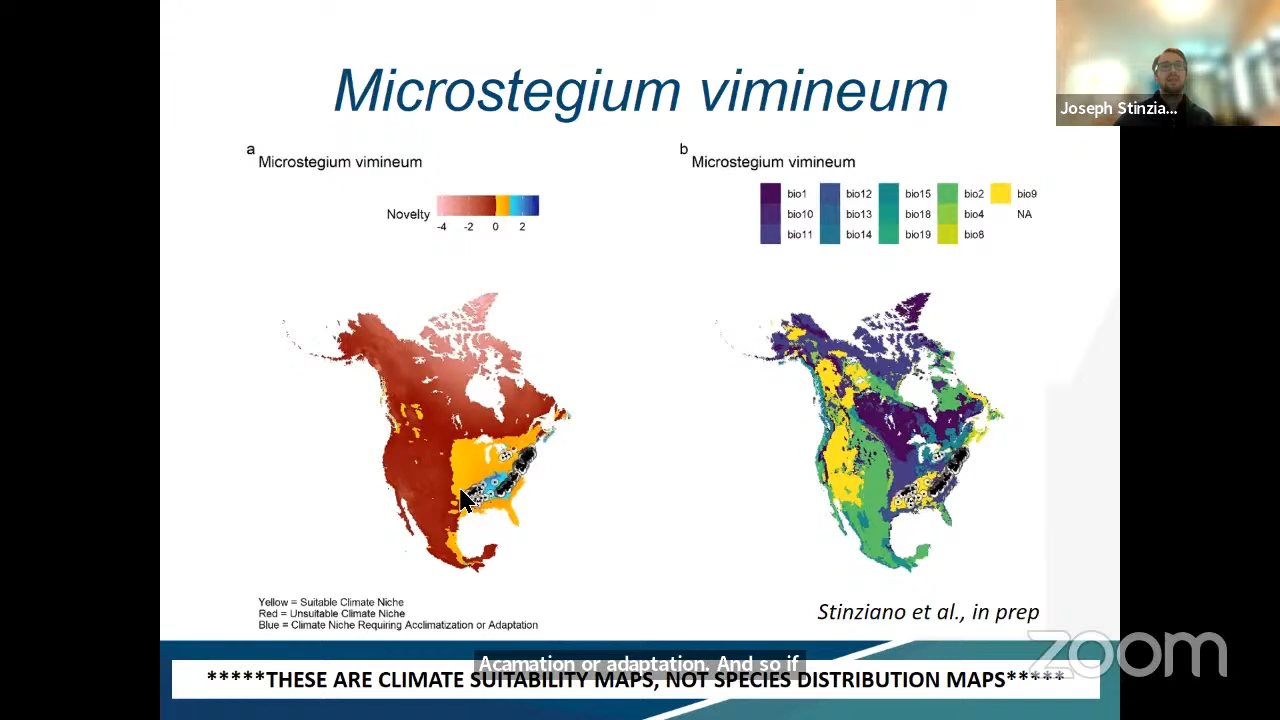 Microstegium vimineum
Joseph Stinzia...
a
Microstegium vimineum
Novelty
-4 -2 0 2
b
Microstegium vimineum
bio1 bio12 bio15 bio2 bio9
bio10 bio13 bio18 bio4 NA
bio11 bio14 bio19 bio8
Yellow = Suitable Climate Niche
Red = Unsuitable Climate Niche
Blue = Climate Niche Requiring Acclimatization or Adaptation
Stinziano et al., in prep
zoom
Acamation or adaptation. And so if
*****THESE ARE CLIMATE SUITABILITY MAPS, NOT SPECIES DISTRIBUTION MAPS*****